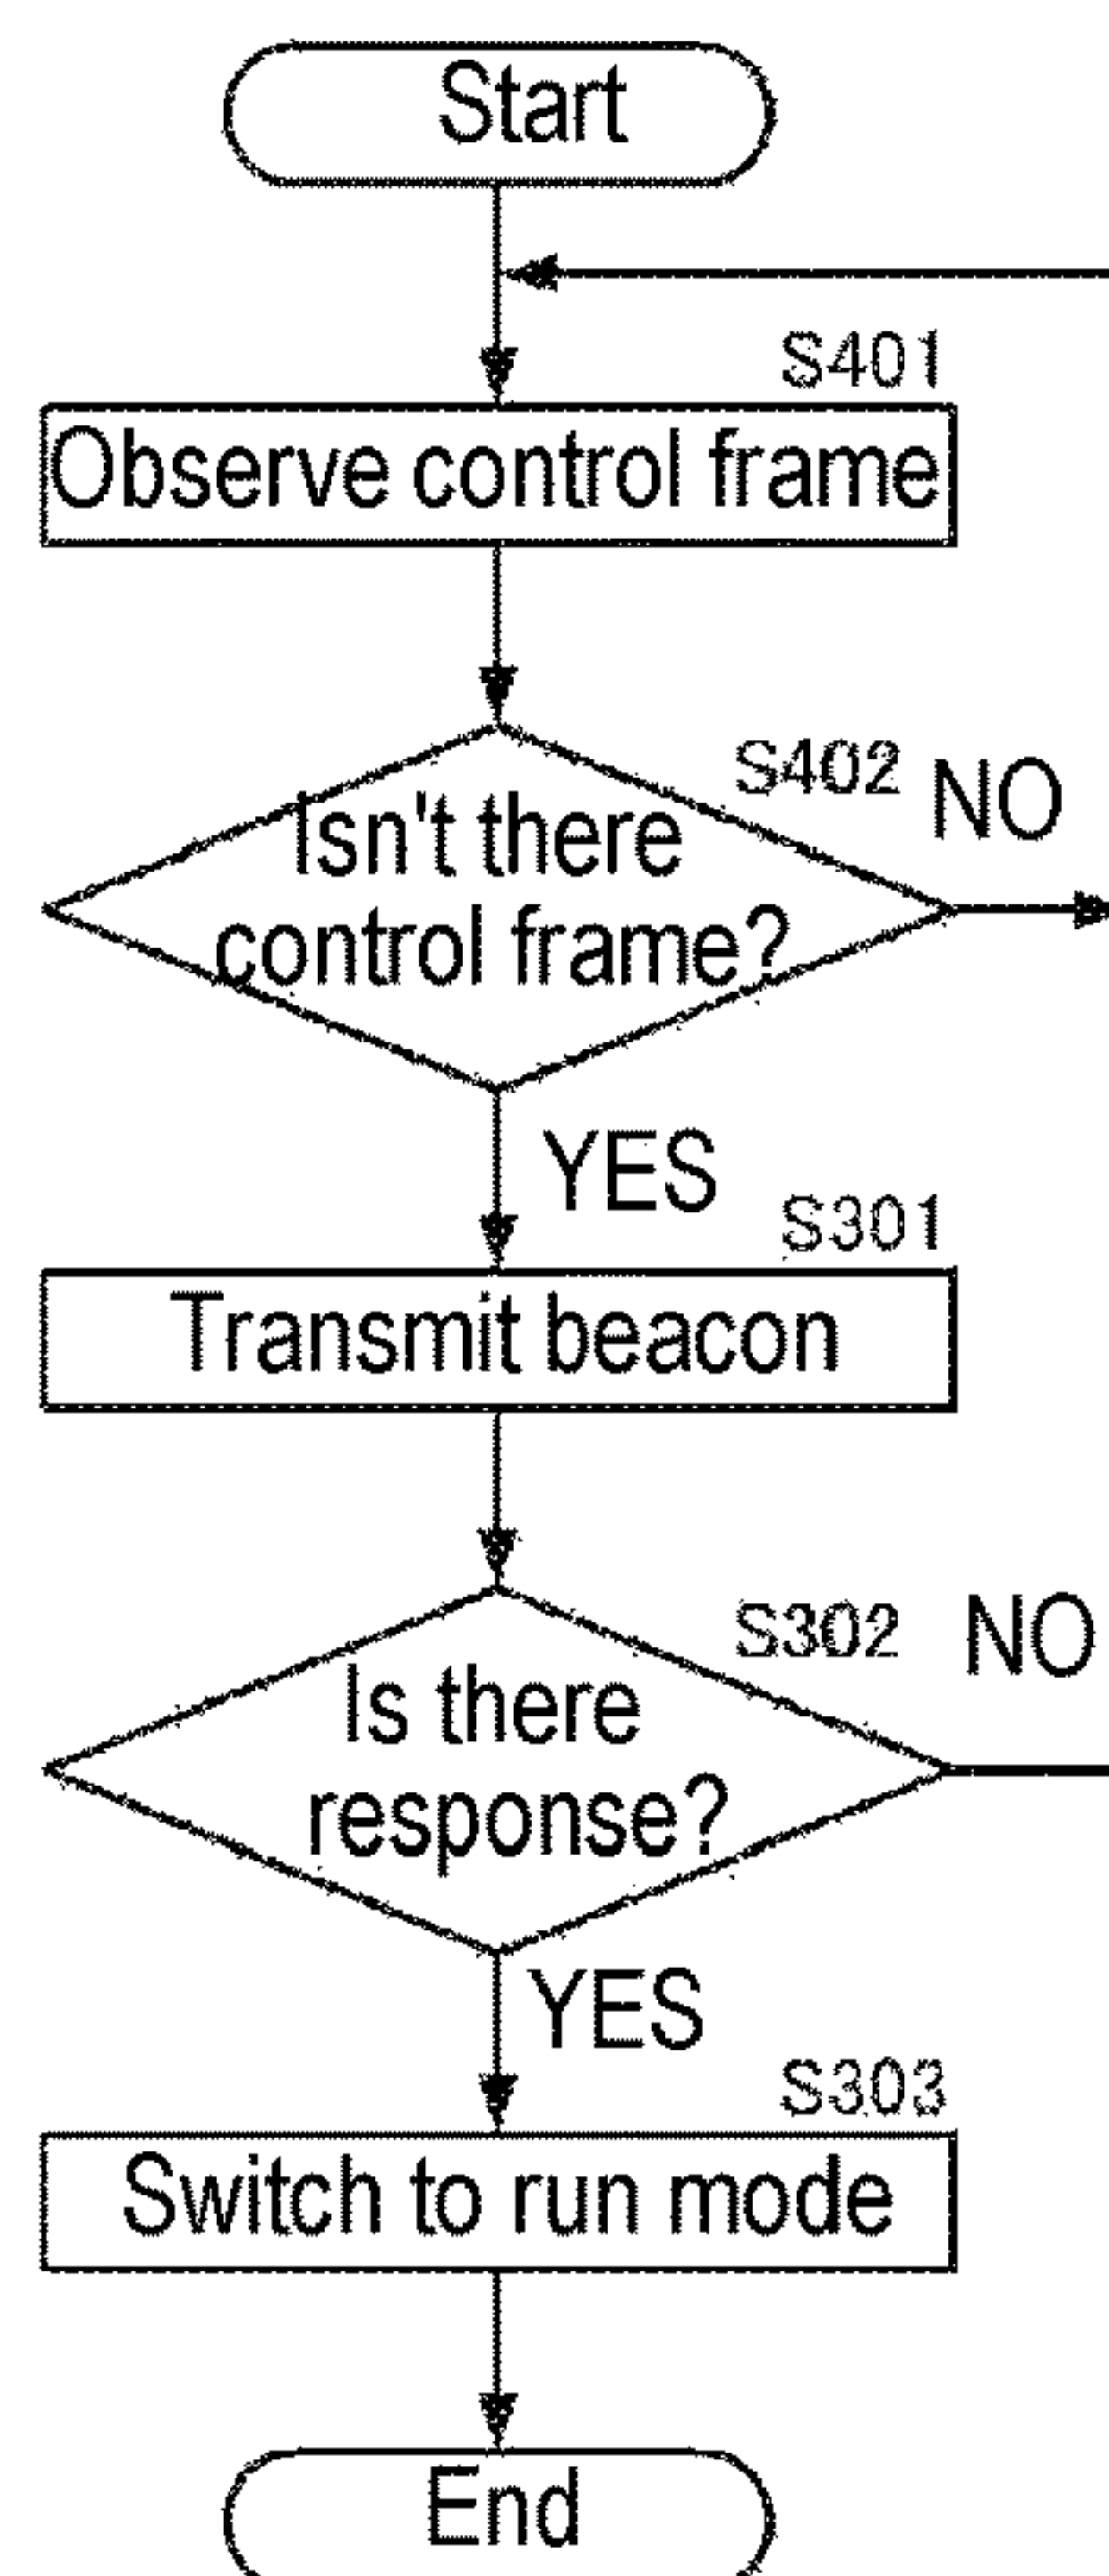 Start
S401
Observe control frame
S402
NO
Isn't there
control frame?
YES
S301
Transmit beacon
S302
NO
Is there
response?
YES
S303
Switch to run mode
End